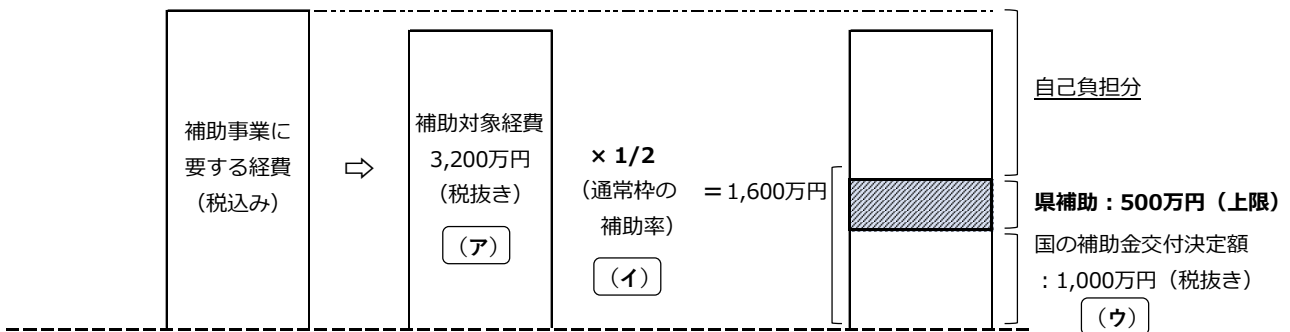 補助事業に
要する経費
（税込み）
⇨
補助対象経費
3,200万円
（税抜き）
（ア）
× 1/2
（通常枠の
補助率）
（イ）
＝1,600万円
自己負担分
県補助：500万円（上限）
国の補助金交付決定額
：1,000万円（税抜き）
（ウ）